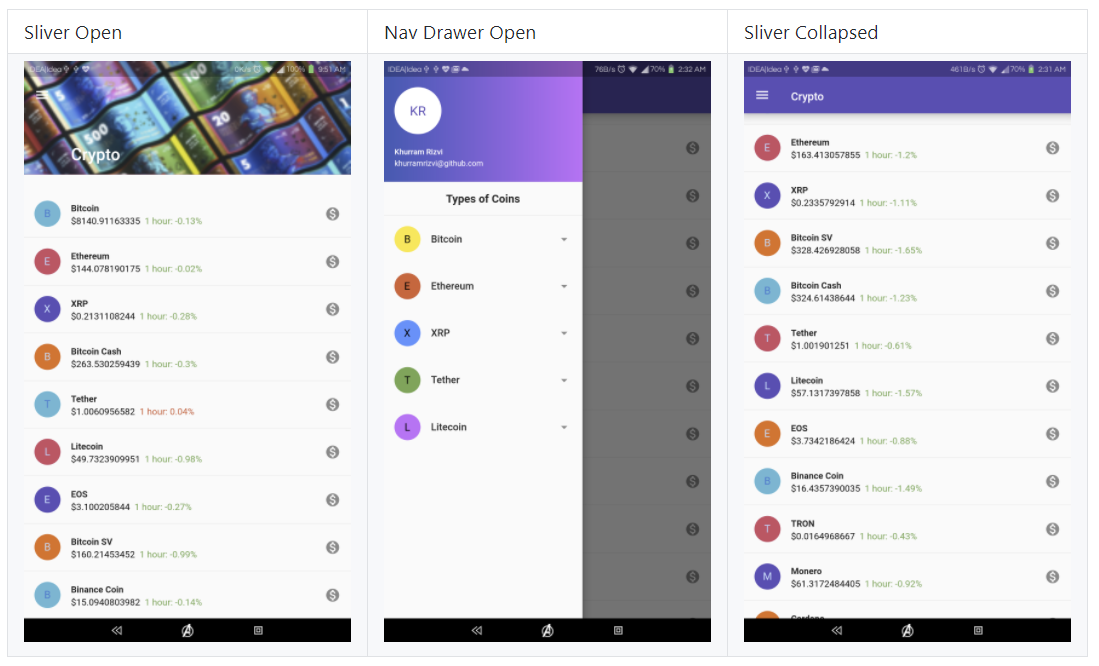 Sliver Open
Nav Drawer Open
Sliver Collapsed
IDEA|Idea 0K/s 100% 9:51 AM
5
100
500
20
5
Crypto
B
Bitcoin
$8140.91163335 1 hour: -0.13%
E
Ethereum
$144.078190175 1 hour: -0.02%
X
XRP
$0.2131108244 1 hour: -0.28%
B
Bitcoin Cash
$263.530259439 1 hour: -0.3%
T
Tether
$1.0060956582 1 hour: 0.04%
L
Litecoin
$49.7323909951 1 hour: -0.98%
E
EOS
$3.100205844 1 hour: -0.27%
B
Bitcoin SV
$160.21453452 1 hour: -0.99%
B
Binance Coin
$15.0940803982 1 hour: -0.14%
IDEA|Idea 76B/s 70% 2:32 AM
KR
Khurram Rizvi
khurramrizvi@github.com
Types of Coins
B Bitcoin
E Ethereum
X XRP
T Tether
L Litecoin
IDEA|Idea 461B/s 70% 2:31 AM
Crypto
E
Ethereum
$163.413057855 1 hour: -1.2%
X
XRP
$0.2335792914 1 hour: -1.11%
B
Bitcoin SV
$328.426928058 1 hour: -1.65%
B
Bitcoin Cash
$324.61438644 1 hour: -1.23%
T
Tether
$1.001901251 1 hour: -0.61%
L
Litecoin
$57.1317397858 1 hour: -1.57%
E
EOS
$3.7342186424 1 hour: -0.88%
B
Binance Coin
$16.4357390035 1 hour: -1.49%
T
TRON
$0.0164968667 1 hour: -0.43%
M
Monero
$61.3172484405 1 hour: -0.92%
Cardano